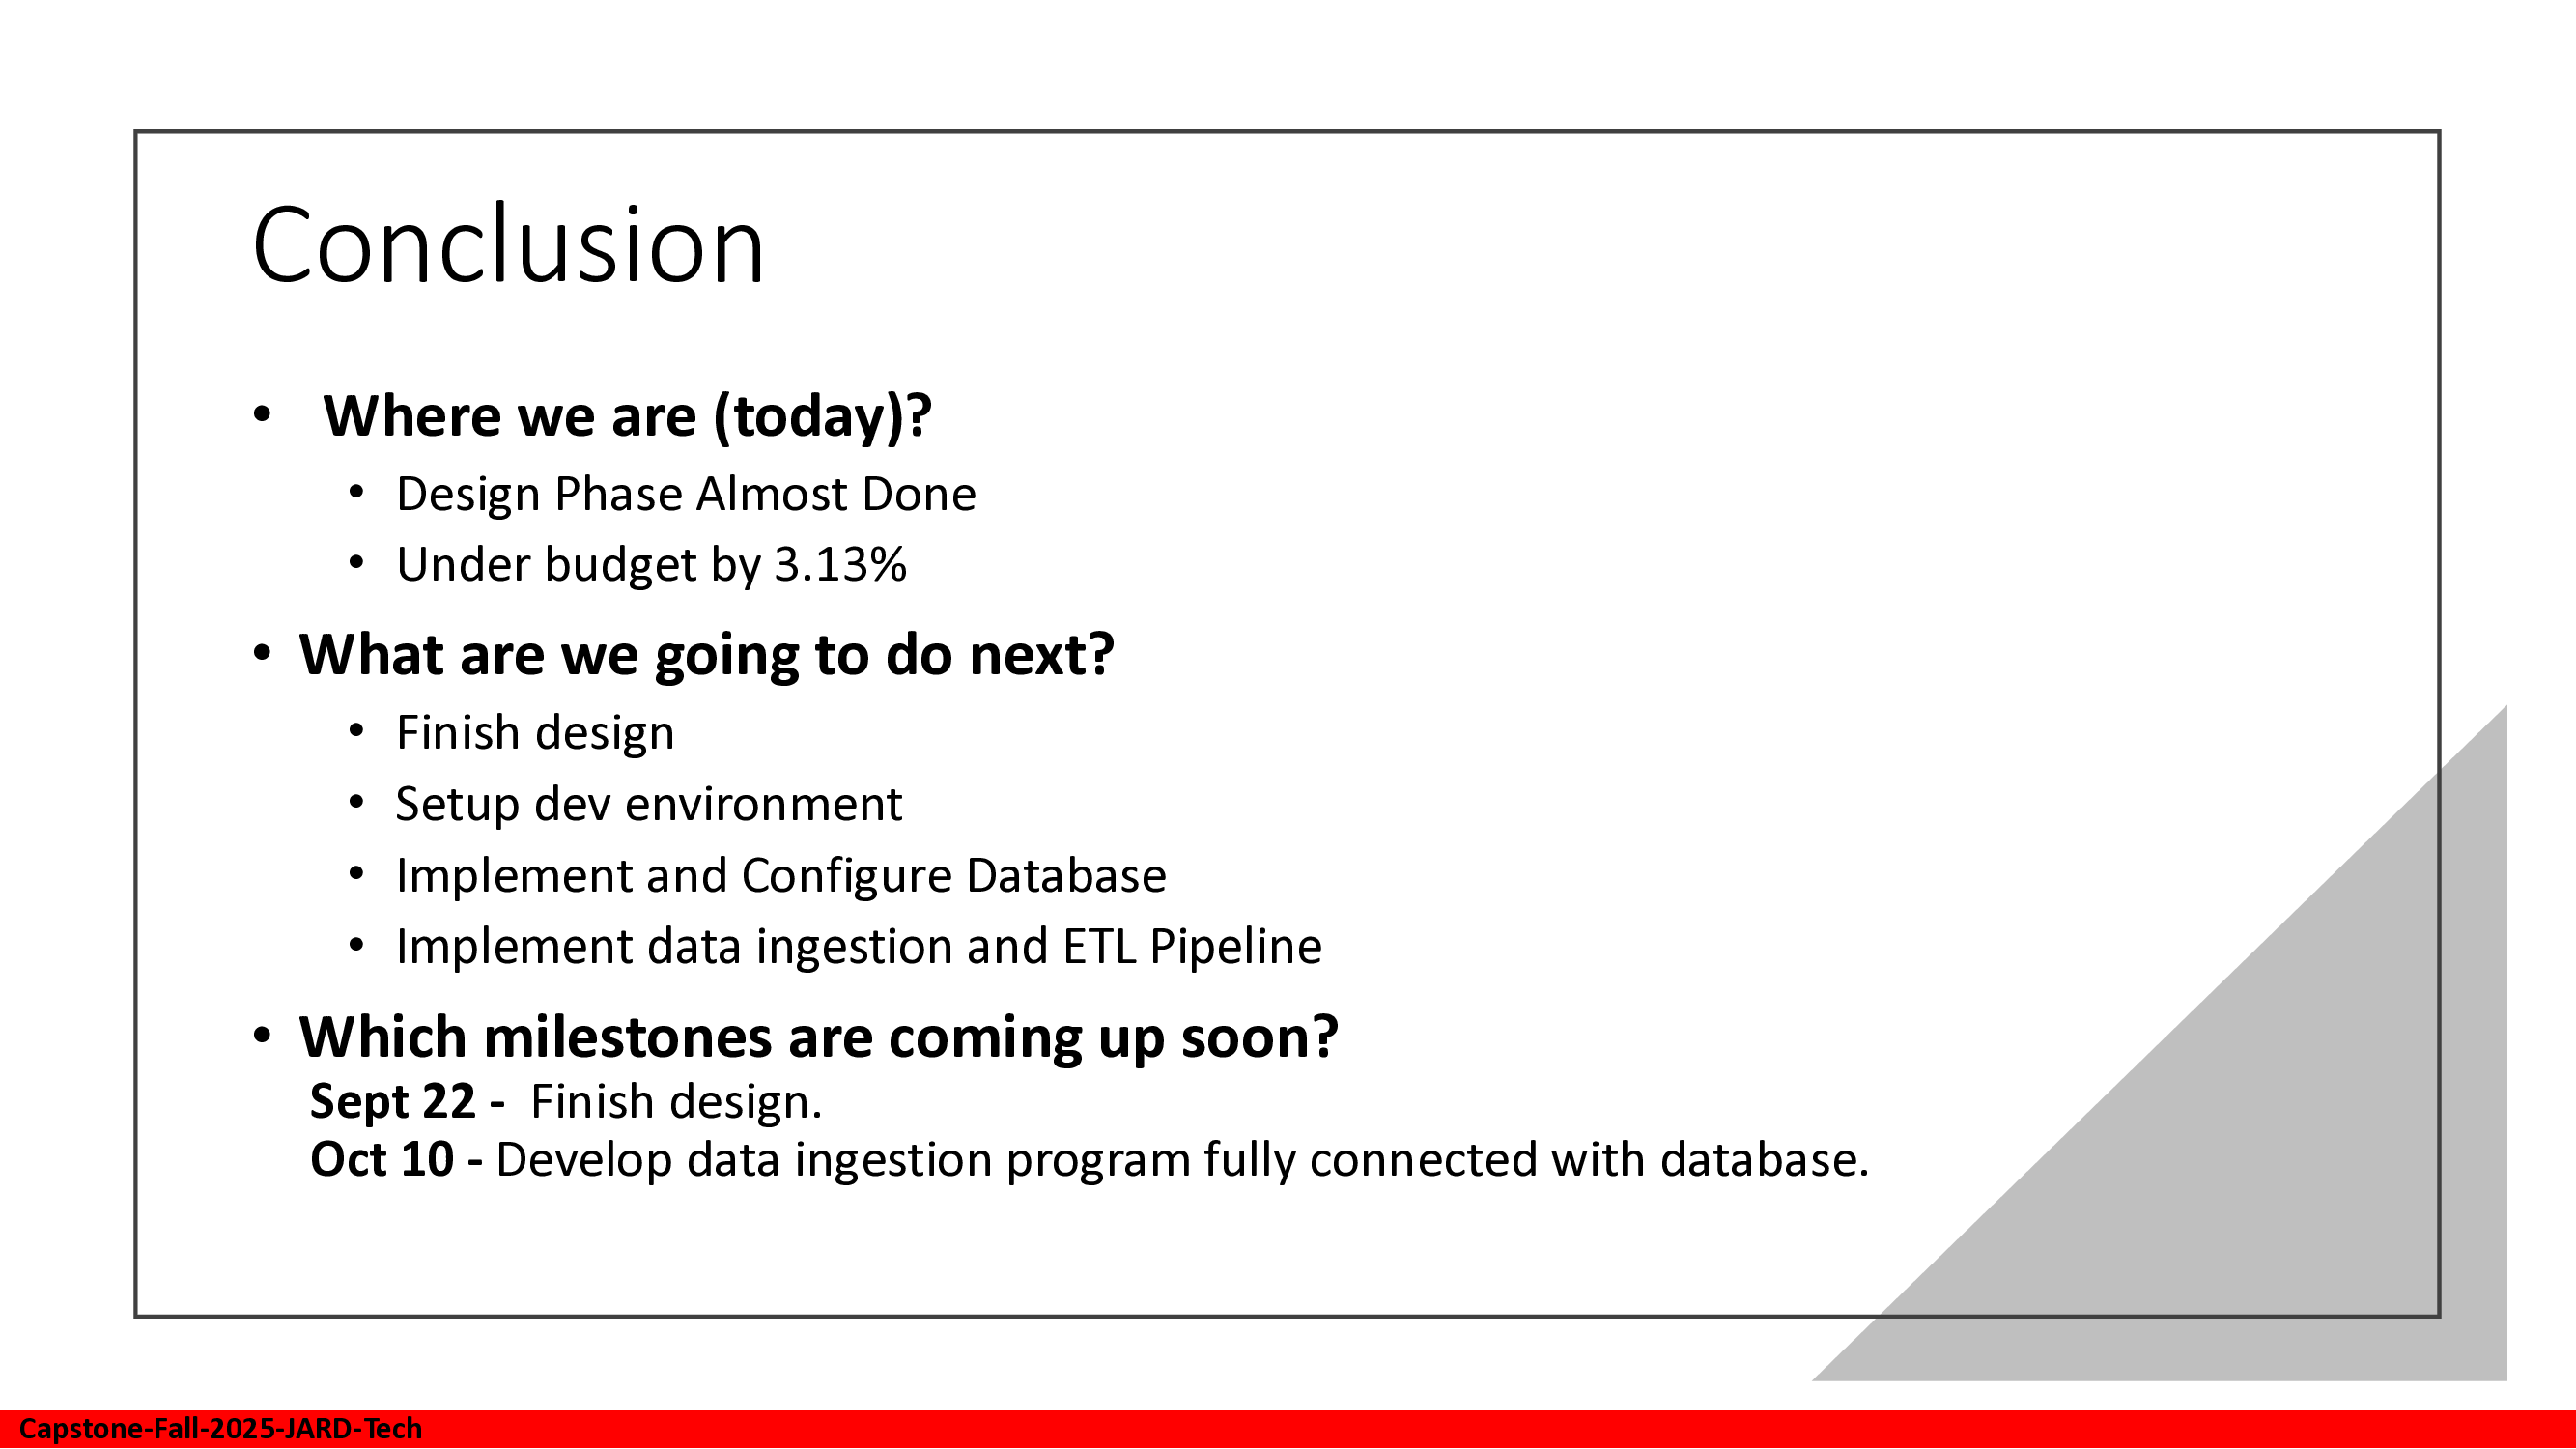 Conclusion
• Where we are (today)?
• Design Phase Almost Done
• Under budget by 3.13%
• What are we going to do next?
• Finish design
• Setup dev environment
• Implement and Configure Database
• Implement data ingestion and ETL Pipeline
• Which milestones are coming up soon?
Sept 22 - Finish design.
Oct 10 - Develop data ingestion program fully connected with database.
Capstone-Fall-2025-JARD-Tech